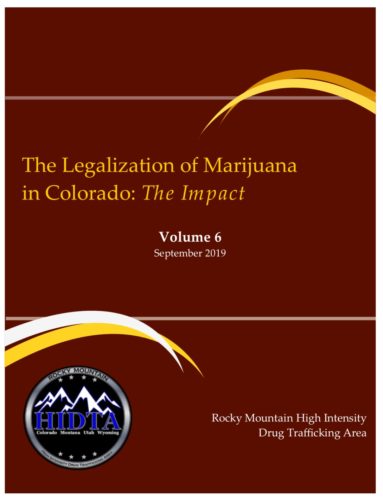 The Legalization of Marijuana
in Colorado: The Impact
Volume 6
September 2019
ROCKY MOUNTAIN
HIDTA
Colorado Montana Utah Wyoming
Rocky Mountain High Intensity
Drug Trafficking Area